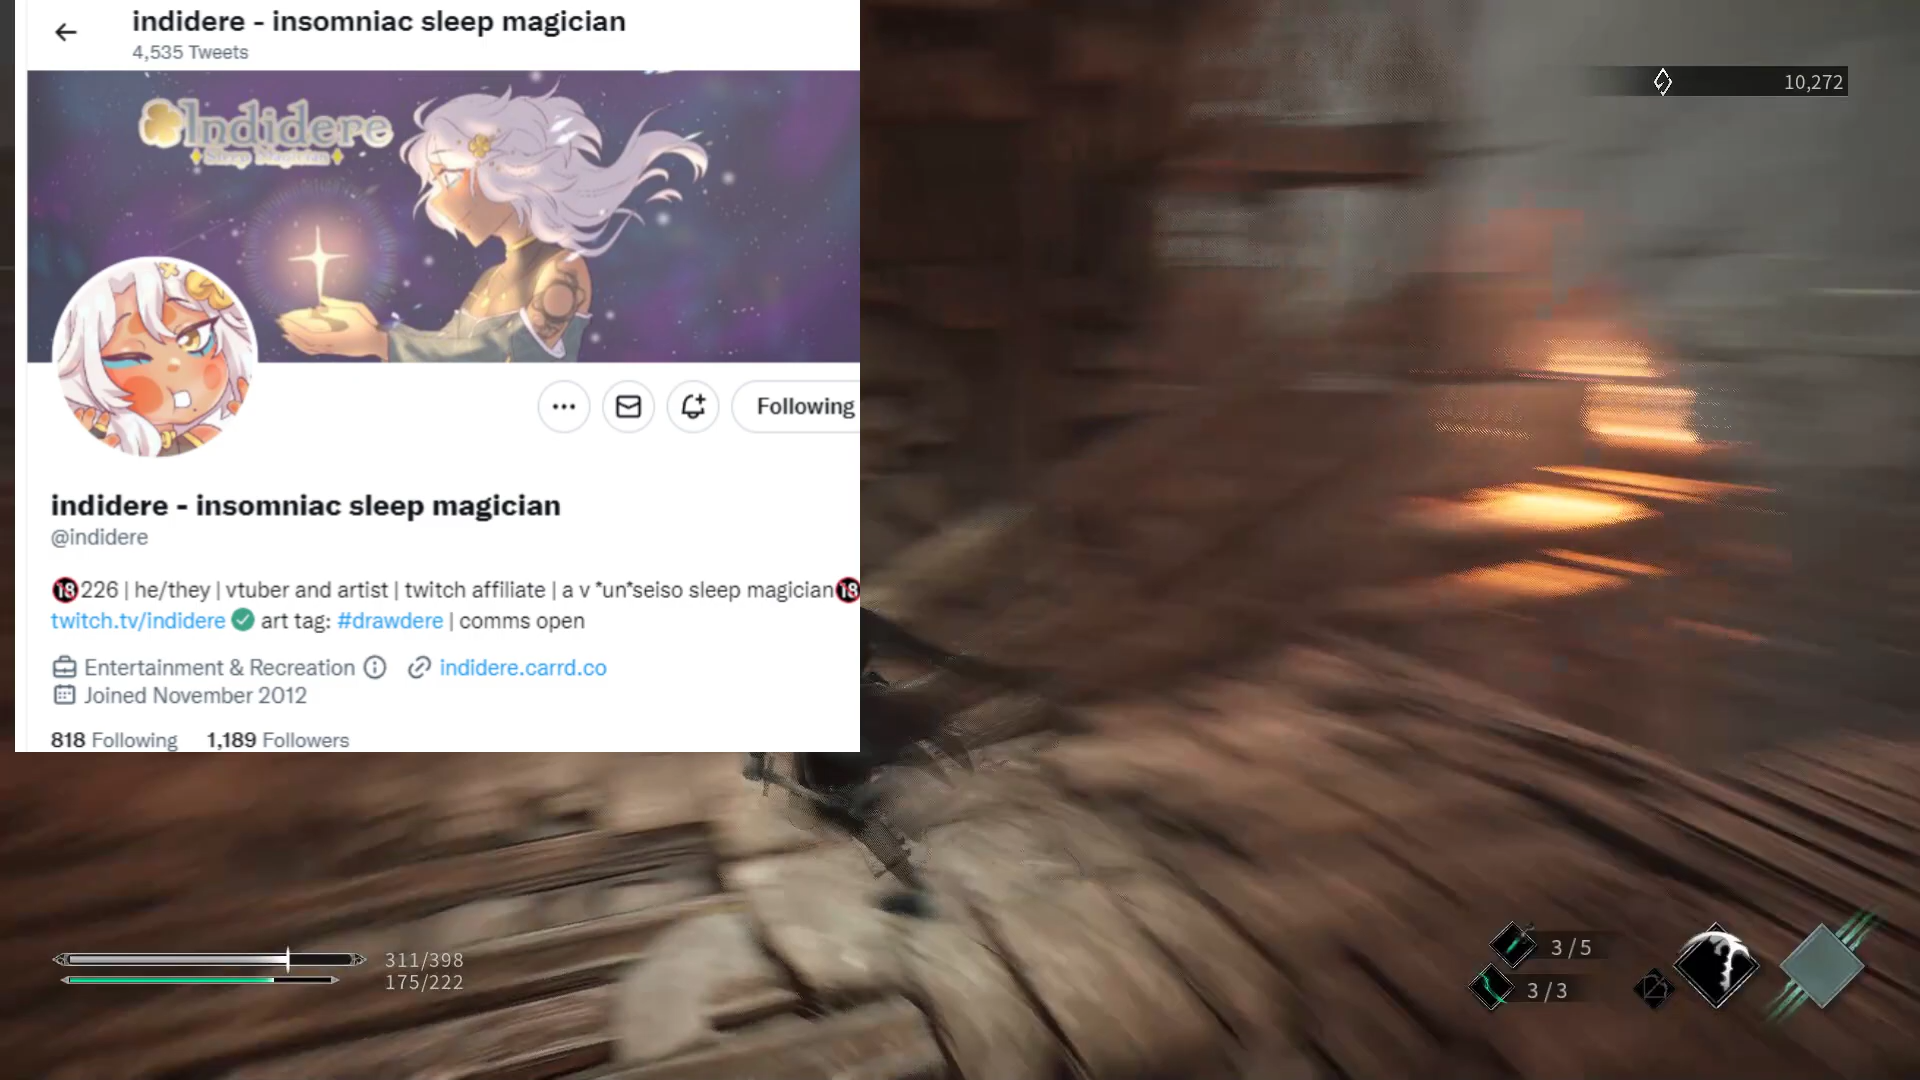 indidere - insomniac sleep magician
4,535 Tweets
Indidere
Sleep Magician
Following
indidere - insomniac sleep magician
@indidere
🔞226 | he/they | vtuber and artist | twitch affiliate | a v *un*seiso sleep magician🔞
twitch.tv/indidere ✅ art tag: #drawdere | comms open
Entertainment & Recreation indidere.carrd.co
Joined November 2012
818 Following 1,189 Followers
10,272
311/398
175/222
3/5
3/3